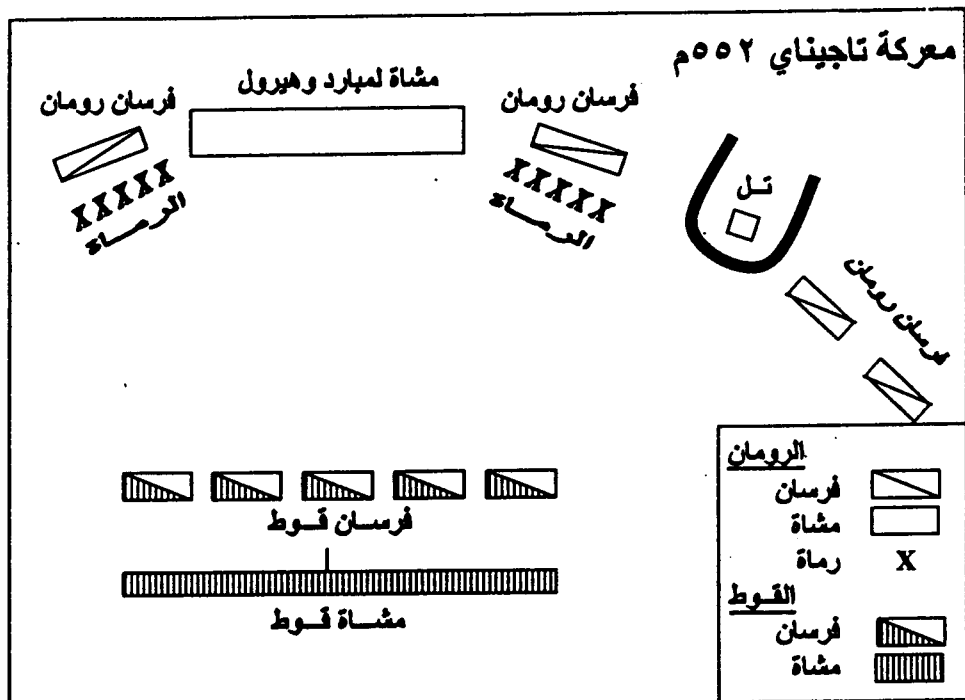 معركة تاجيناي ٥٥٢م
مشاة لمبارد وهيرول
فرسان رومان
فرسان رومان
XXXXX
الرماة
XXXXX
الرماة
تل
فرسان رومان
فرسان قوط
مشاة قوط
الرومان
فرسان
مشاة
رماة X
القوط
فرسان
مشاة